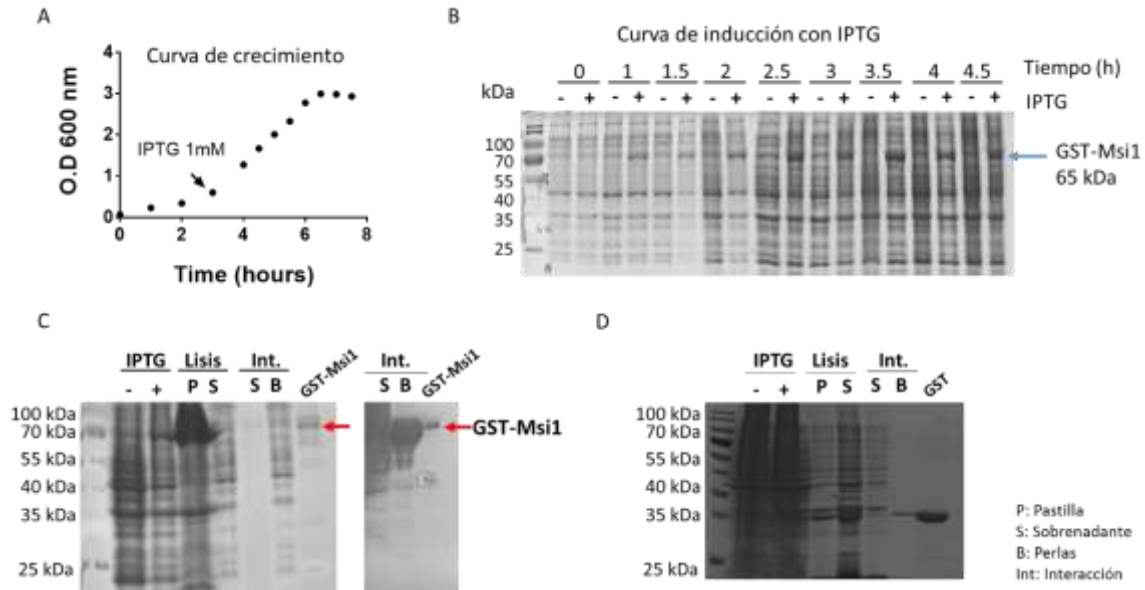 A
Curva de crecimiento
O.D 600 nm
4
3
2
1
0
IPTG 1mM
0 2 4 6 8
Time (hours)
B
Curva de inducción con IPTG
0 1 1.5 2 2.5 3 3.5 4 4.5 Tiempo (h)
kDa - + - + - + - + - + - + - + - + - + IPTG
100
70
55
40
35
25
GST-Msi1
65 kDa
C
IPTG Lisis Int. GST-Msi1
- + P S S B
100 kDa
70 kDa
55 kDa
40 kDa
35 kDa
25 kDa
Int. GST-Msi1
S B
GST-Msi1
D
IPTG Lisis Int. GST
- + P S S B
100 kDa
70 kDa
55 kDa
40 kDa
35 kDa
25 kDa
P: Pastilla
S: Sobrenadante
B: Perlas
Int: Interacción